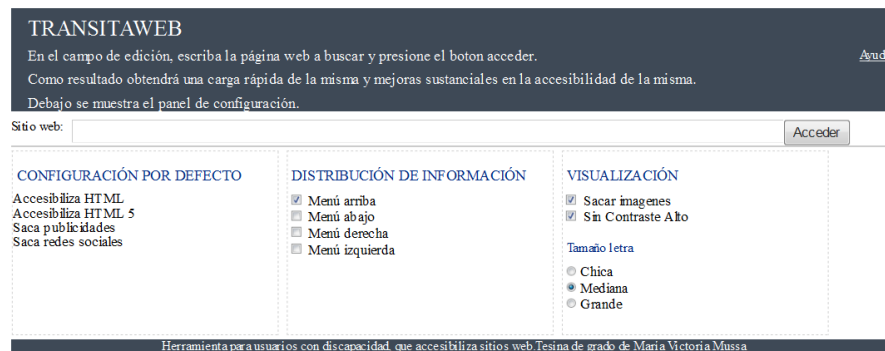 TRANSITAWEB
En el campo de edición, escriba la página web a buscar y presione el boton acceder.
Ayud
Como resultado obtendrá una carga rápida de la misma y mejoras sustanciales en la accesibilidad de la misma.
Debajo se muestra el panel de configuración.
Sitio web:
Acceder
CONFIGURACIÓN POR DEFECTO
Accesibiliza HTML
Accesibiliza HTML 5
Saca publicidades
Saca redes sociales
DISTRIBUCIÓN DE INFORMACIÓN
Menú arriba
Menú abajo
Menú derecha
Menú izquierda
VISUALIZACIÓN
Sacar imagenes
Sin Contraste Alto
Tamaño letra
Chica
Mediana
Grande
Herramienta para usuarios con discapacidad, que accesibiliza sitios web.Tesina de grado de Maria Victoria Mussa